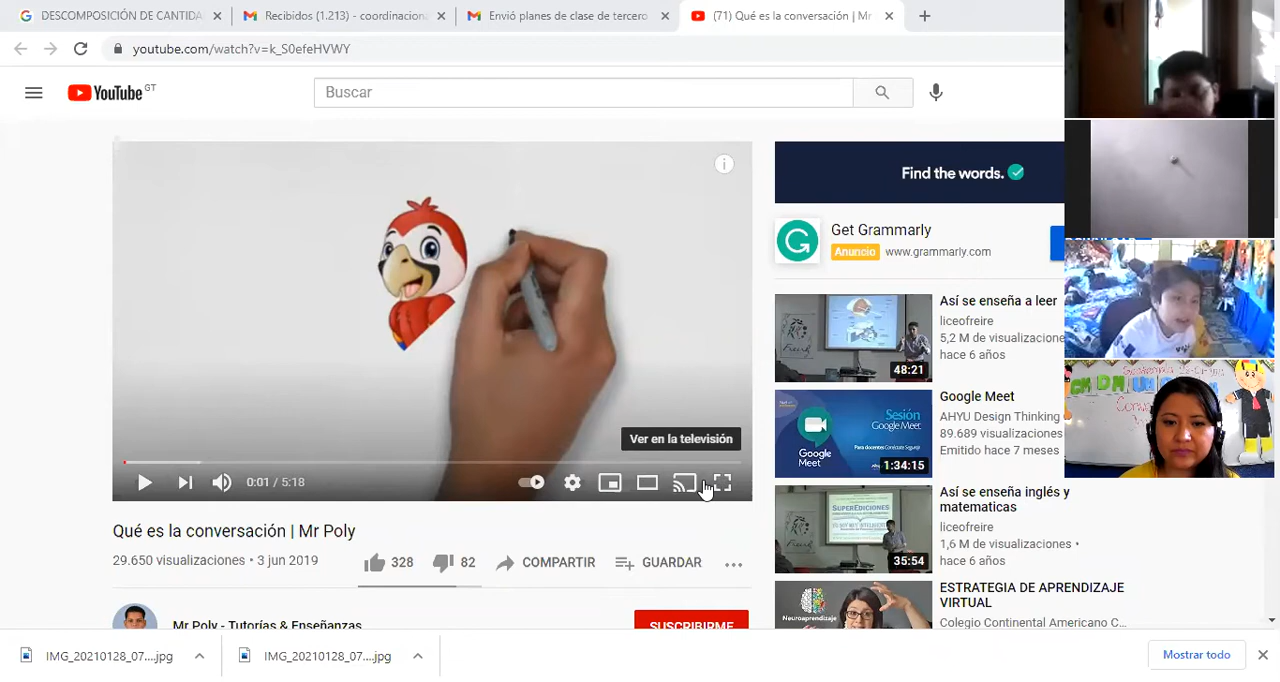 DESCOMPOSICIÓN DE CANTIDA
Recibidos (1.213) - coordinacional
Envió planes de clase de tercero
(71) Qué es la conversación | Mr
youtube.com/watch?v=k_S0efeHVWY
YouTube GT
Buscar
Find the words.
Get Grammarly
Anuncio www.grammarly.com
Así se enseña a leer
liceofreire
5,2 M de visualizaciones
hace 6 años
48:21
Google Meet
AHYU Design Thinking
89.689 visualizaciones
Emitido hace 7 meses
Sesión
Google Meet
Google
Meet
1:34:15
Así se enseña inglés y
matematicas
liceofreire
1,6 M de visualizaciones •
hace 6 años
SUPEREDICIONES
35:54
ESTRATEGIA DE APRENDIZAJE
VIRTUAL
Colegio Continental Americano C...
Neuroaprendizaje
Ver en la televisión
0:01 / 5:18
Qué es la conversación | Mr Poly
29.650 visualizaciones • 3 jun 2019
328
82
COMPARTIR
GUARDAR
Mr Poly - Tutorías & Enseñanzas
SUSCRIBIRME
IMG_20210128_07....jpg
IMG_20210128_07....jpg
Mostrar todo